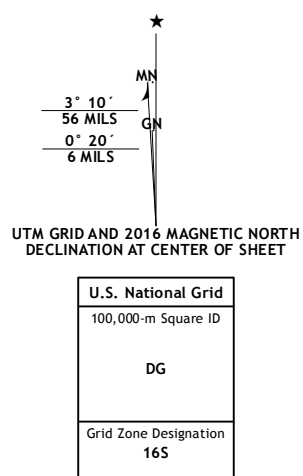 ★
MN
3° 10´
56 MILS
GN
0° 20´
6 MILS
UTM GRID AND 2016 MAGNETIC NORTH
DECLINATION AT CENTER OF SHEET
U.S. National Grid
100,000-m Square ID
DG
Grid Zone Designation
16S